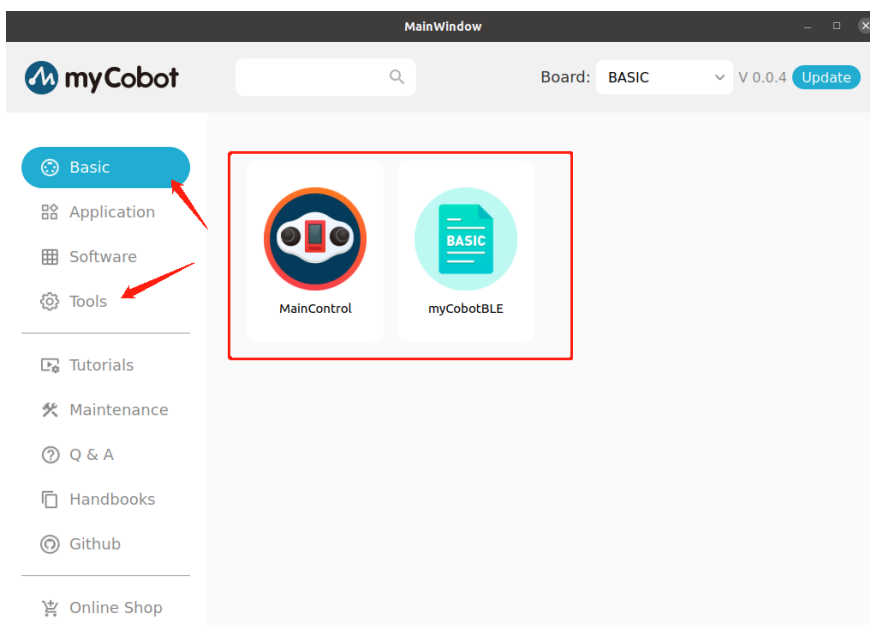 MainWindow
myCobot
Board: BASIC V 0.0.4 Update
Basic
Application
Software
Tools
Tutorials
Maintenance
Q & A
Handbooks
Github
Online Shop
BASIC
MainControl
myCobotBLE